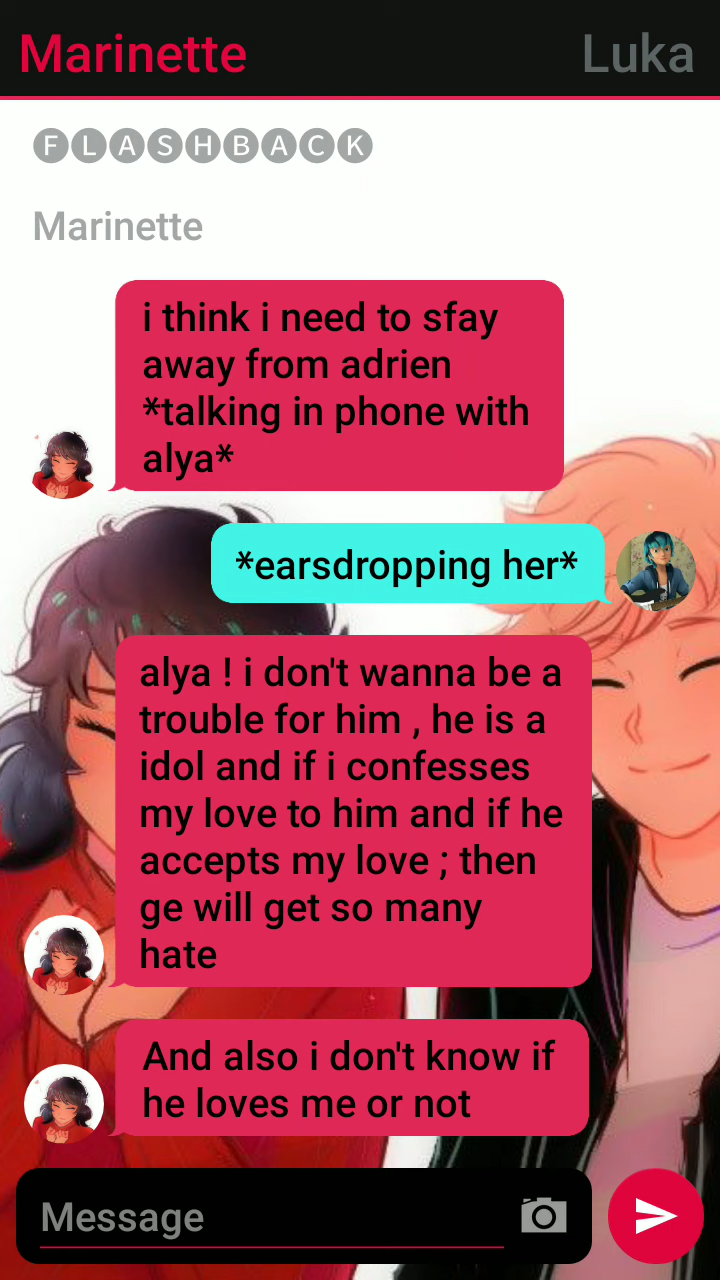 Marinette Luka
🅕🅛🅐🅢🅗🅑🅐🅒🅚
Marinette
i think i need to sfay
away from adrien
*talking in phone with
alya*
*earsdropping her*
alya ! i don't wanna be a
trouble for him , he is a
idol and if i confesses
my love to him and if he
accepts my love ; then
ge will get so many
hate
And also i don't know if
he loves me or not
Message